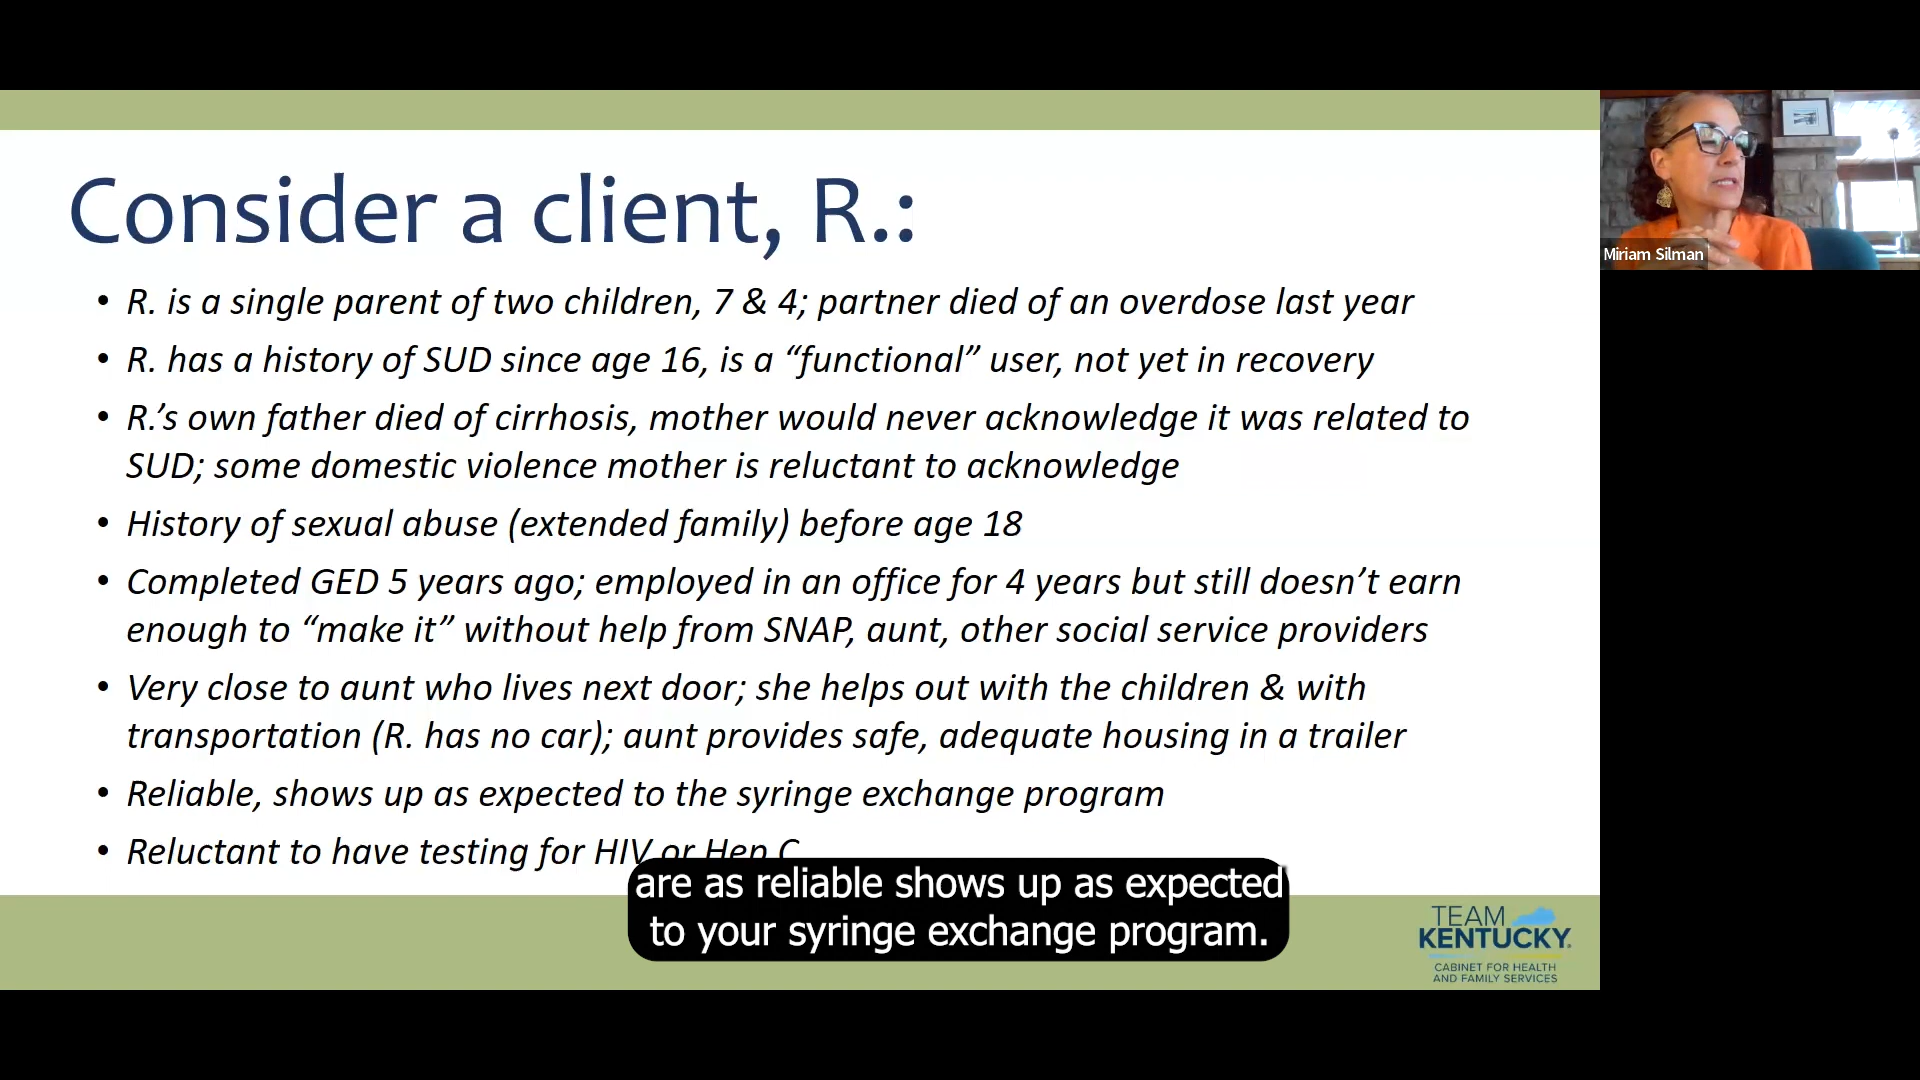 Consider a client, R.:
• R. is a single parent of two children, 7 & 4; partner died of an overdose last year
• R. has a history of SUD since age 16, is a “functional” user, not yet in recovery
• R.’s own father died of cirrhosis, mother would never acknowledge it was related to
SUD; some domestic violence mother is reluctant to acknowledge
• History of sexual abuse (extended family) before age 18
• Completed GED 5 years ago; employed in an office for 4 years but still doesn’t earn
enough to “make it” without help from SNAP, aunt, other social service providers
• Very close to aunt who lives next door; she helps out with the children & with
transportation (R. has no car); aunt provides safe, adequate housing in a trailer
• Reliable, shows up as expected to the syringe exchange program
• Reluctant to have testing for HIV or Hep C
are as reliable shows up as expected
to your syringe exchange program.
TEAM
KENTUCKY®
CABINET FOR HEALTH
AND FAMILY SERVICES
Miriam Silman